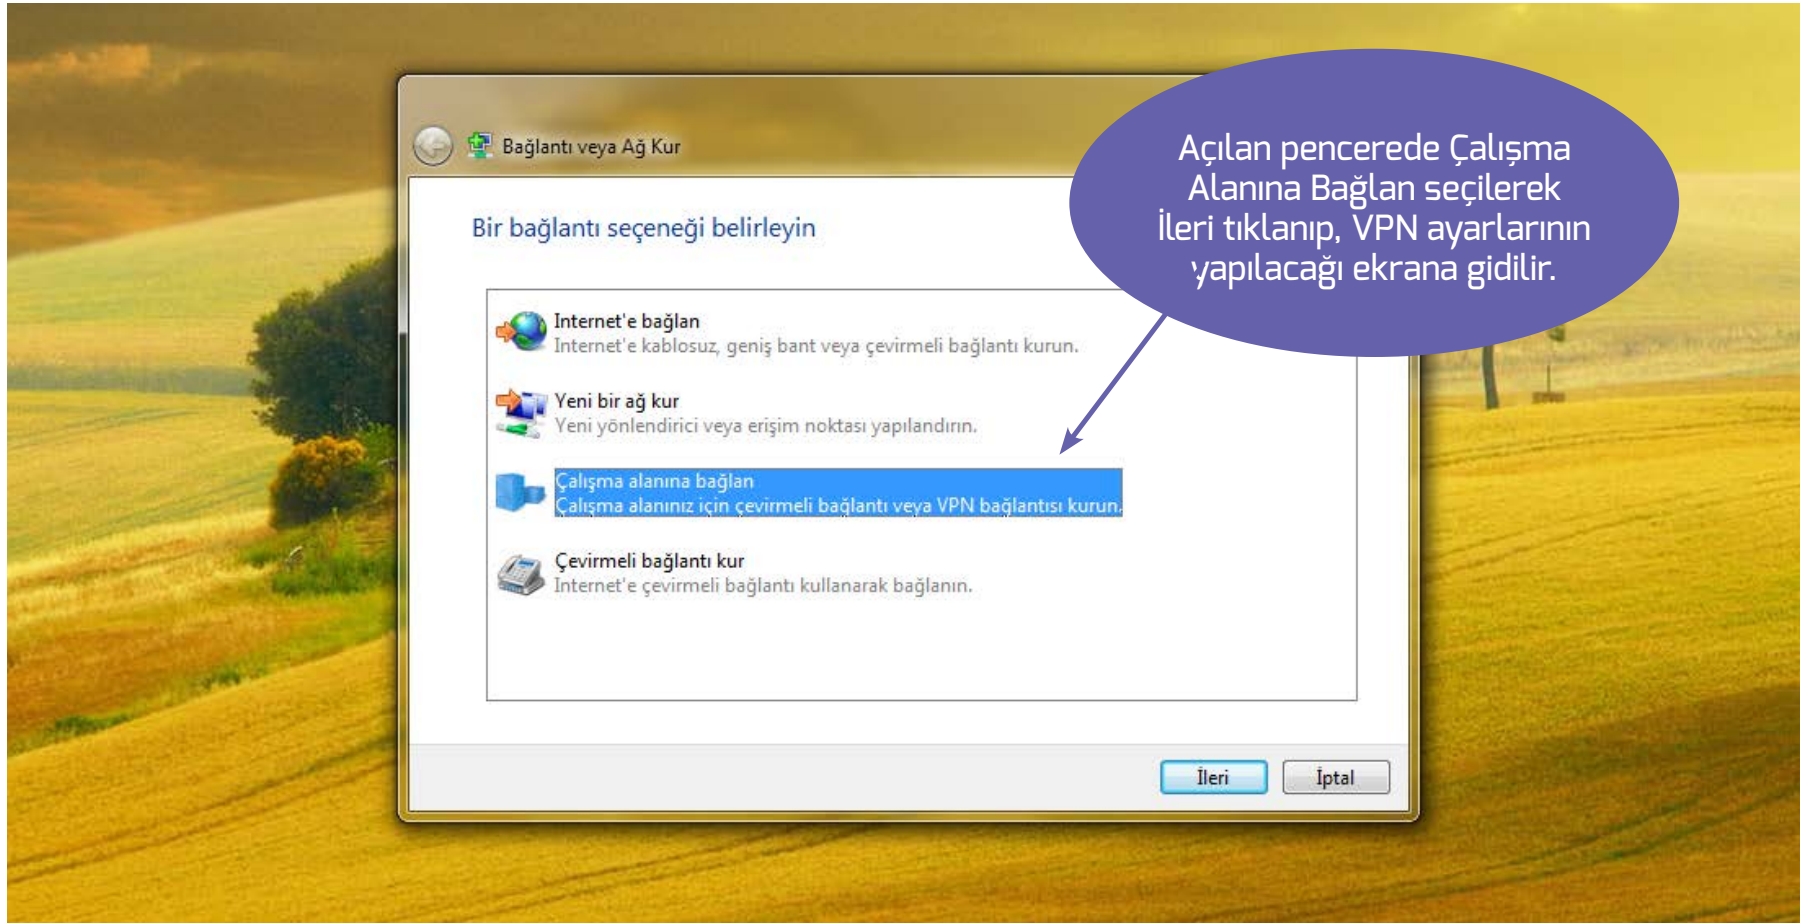 Bağlantı veya Ağ Kur
Açılan pencerede Çalışma
Alanına Bağlan seçilerek
İleri tıklanıp, VPN ayarlarının
yapılacağı ekrana gidilir.
Bir bağlantı seçeneği belirleyin
Internet'e bağlan
Internet'e kablosuz, geniş bant veya çevirmeli bağlantı kurun.
Yeni bir ağ kur
Yeni yönlendirici veya erişim noktası yapılandırın.
Çalışma alanına bağlan
Çalışma alanınız için çevirmeli bağlantı veya VPN bağlantısı kurun.
Çevirmeli bağlantı kur
Internet'e çevirmeli bağlantı kullanarak bağlanın.
İleri
İptal